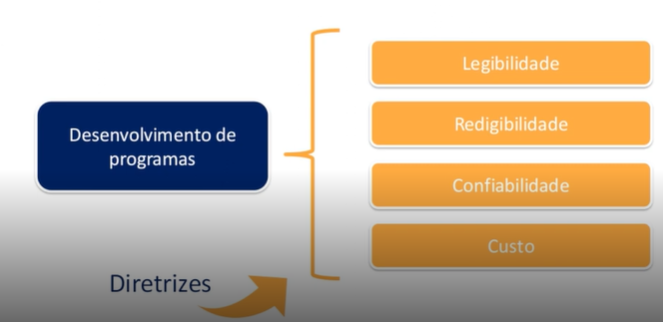 Desenvolvimento de
programas
Legibilidade
Redigibilidade
Confiabilidade
Custo
Diretrizes